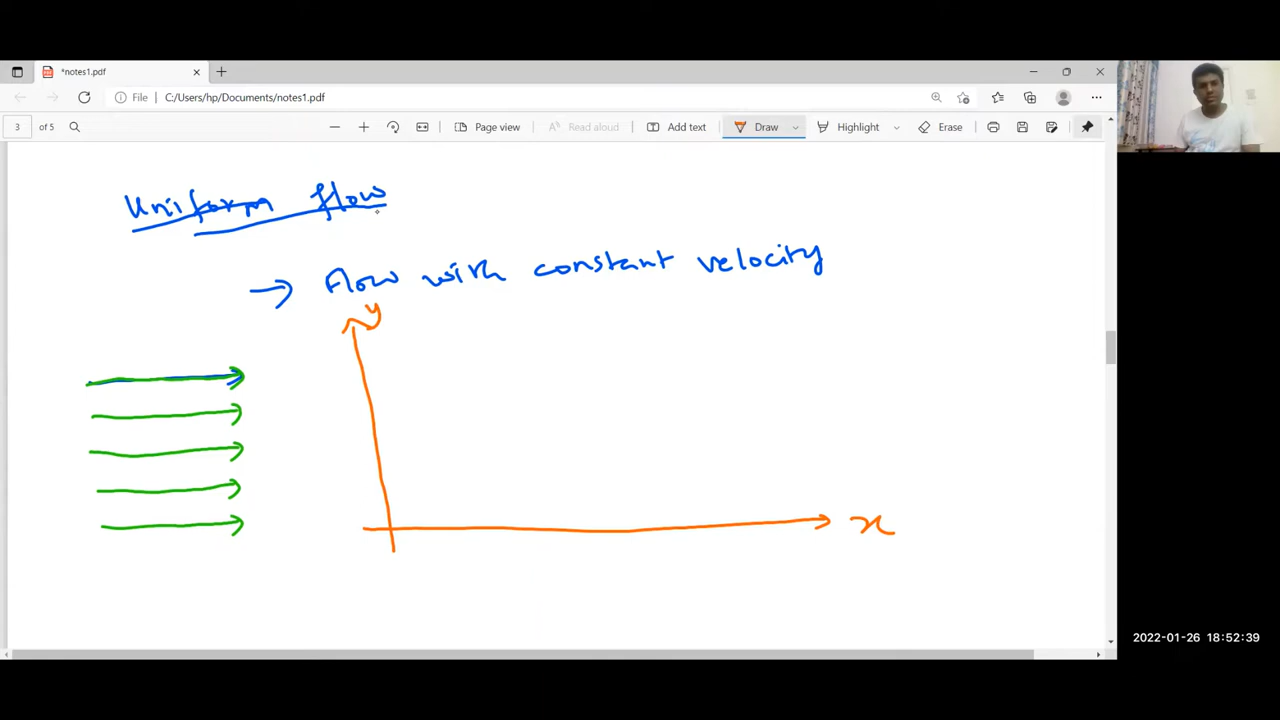 *notes1.pdf
File C:/Users/hp/Documents/notes1.pdf
3 of 5 Page view Read aloud Add text Draw Highlight Erase
Uniform flow
→ Flow with constant velocity
y
x
2022-01-26 18:52:39